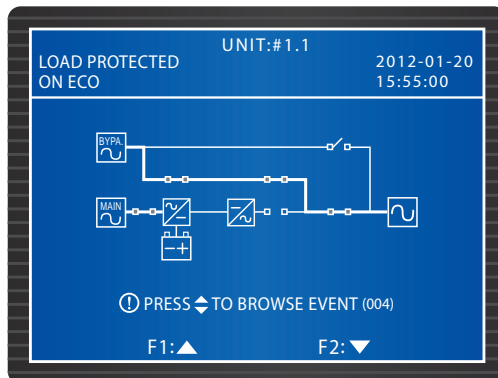 UNIT:#1.1
LOAD PROTECTED
ON ECO
2012-01-20
15:55:00
BYPA.
MAIN
PRESS TO BROWSE EVENT (004)
F1:
F2: